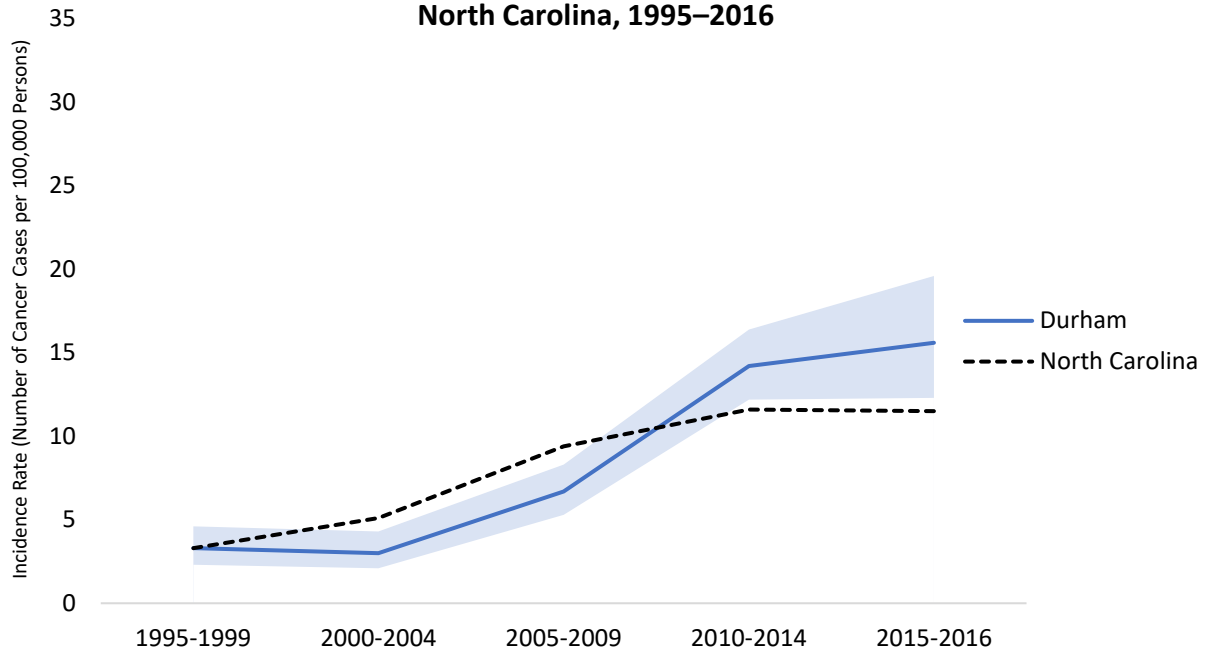 North Carolina, 1995–2016
Incidence Rate (Number of Cancer Cases per 100,000 Persons)
35
30
25
20
15
10
5
0
1995-1999 2000-2004 2005-2009 2010-2014 2015-2016
Durham
North Carolina